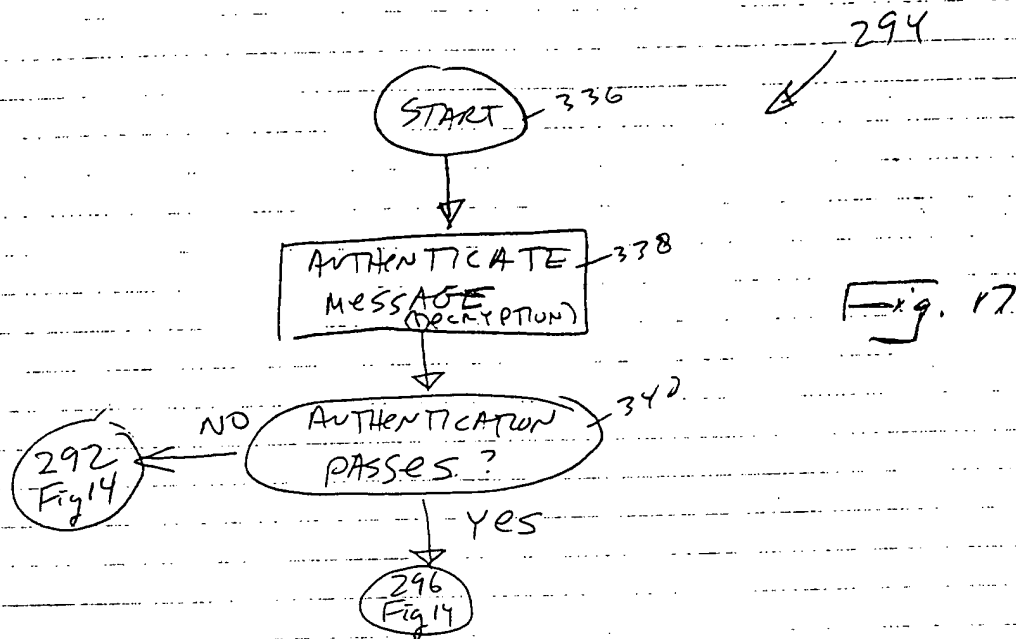 294
START
336
AUTHENTICATE
338
MESSAGE
(DECRYPTION)
Fig. 17
AUTHENTICATION
340
PASSES ?
NO
292
Fig 14
Yes
296
Fig 14